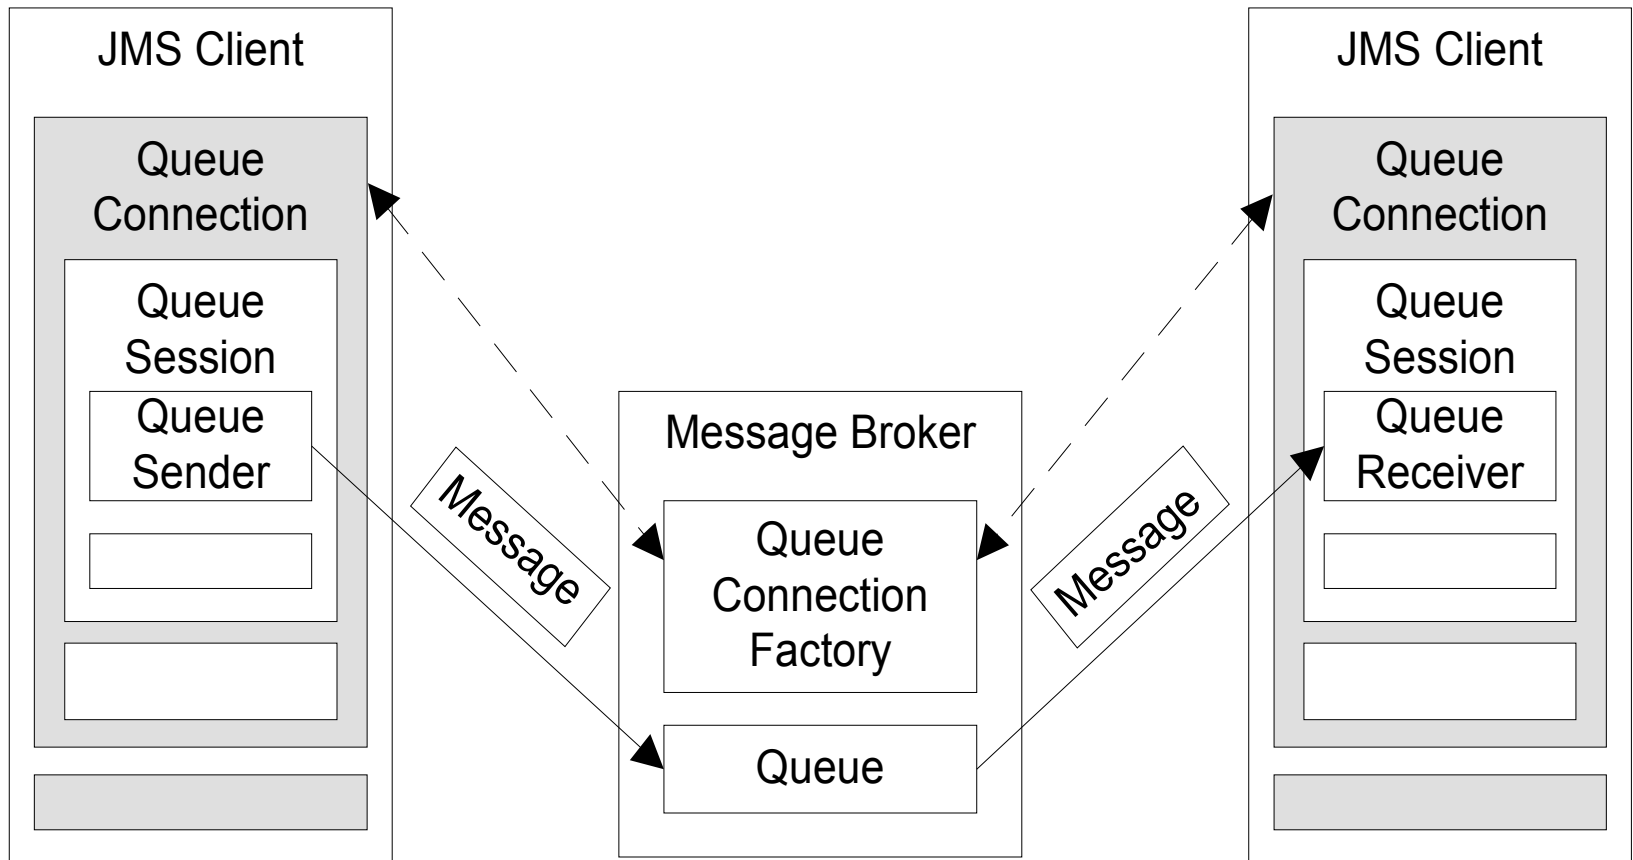 JMS Client
Queue
Connection
Queue
Session
Queue
Sender
Message
Message Broker
Queue
Connection
Factory
Queue
Message
JMS Client
Queue
Connection
Queue
Session
Queue
Receiver